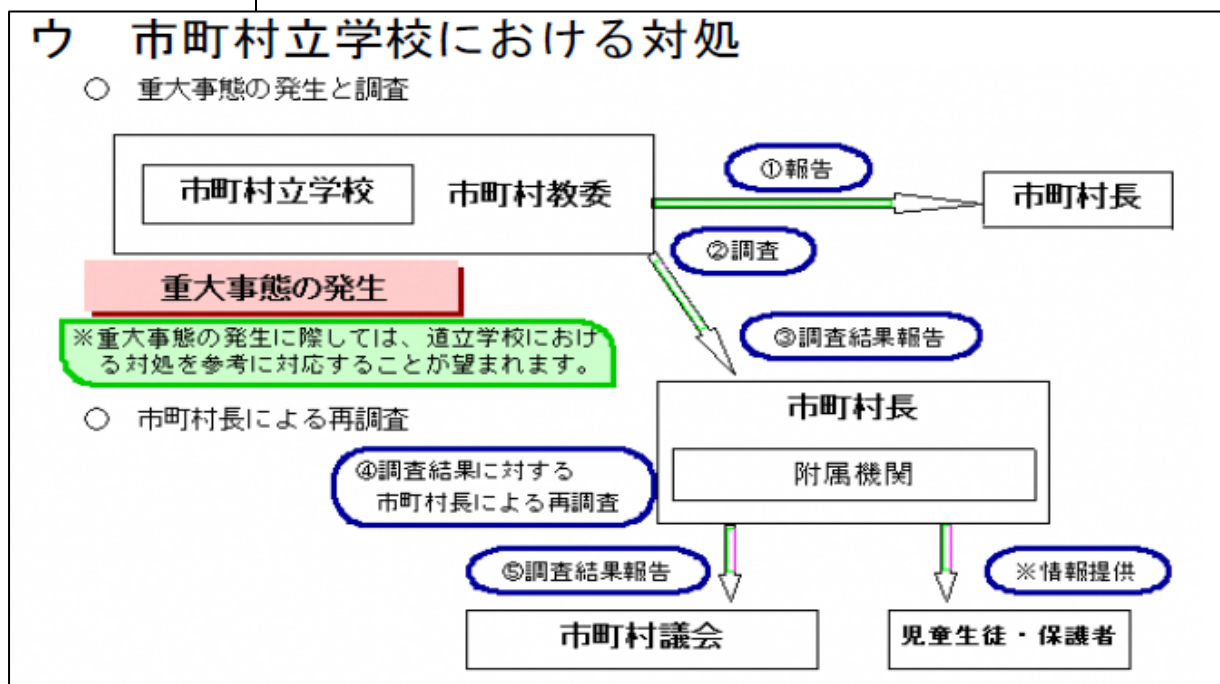 ウ　市町村立学校における対処
○　重大事態の発生と調査
市町村立学校
市町村教委
①報告
市町村長
②調査
重大事態の発生
※重大事態の発生に際しては、道立学校におけ
る対処を参考に対応することが望まれます。
③調査結果報告
○　市町村長による再調査
市町村長
附属機関
④調査結果に対する
市町村長による再調査
⑤調査結果報告
※情報提供
市町村議会
児童生徒・保護者